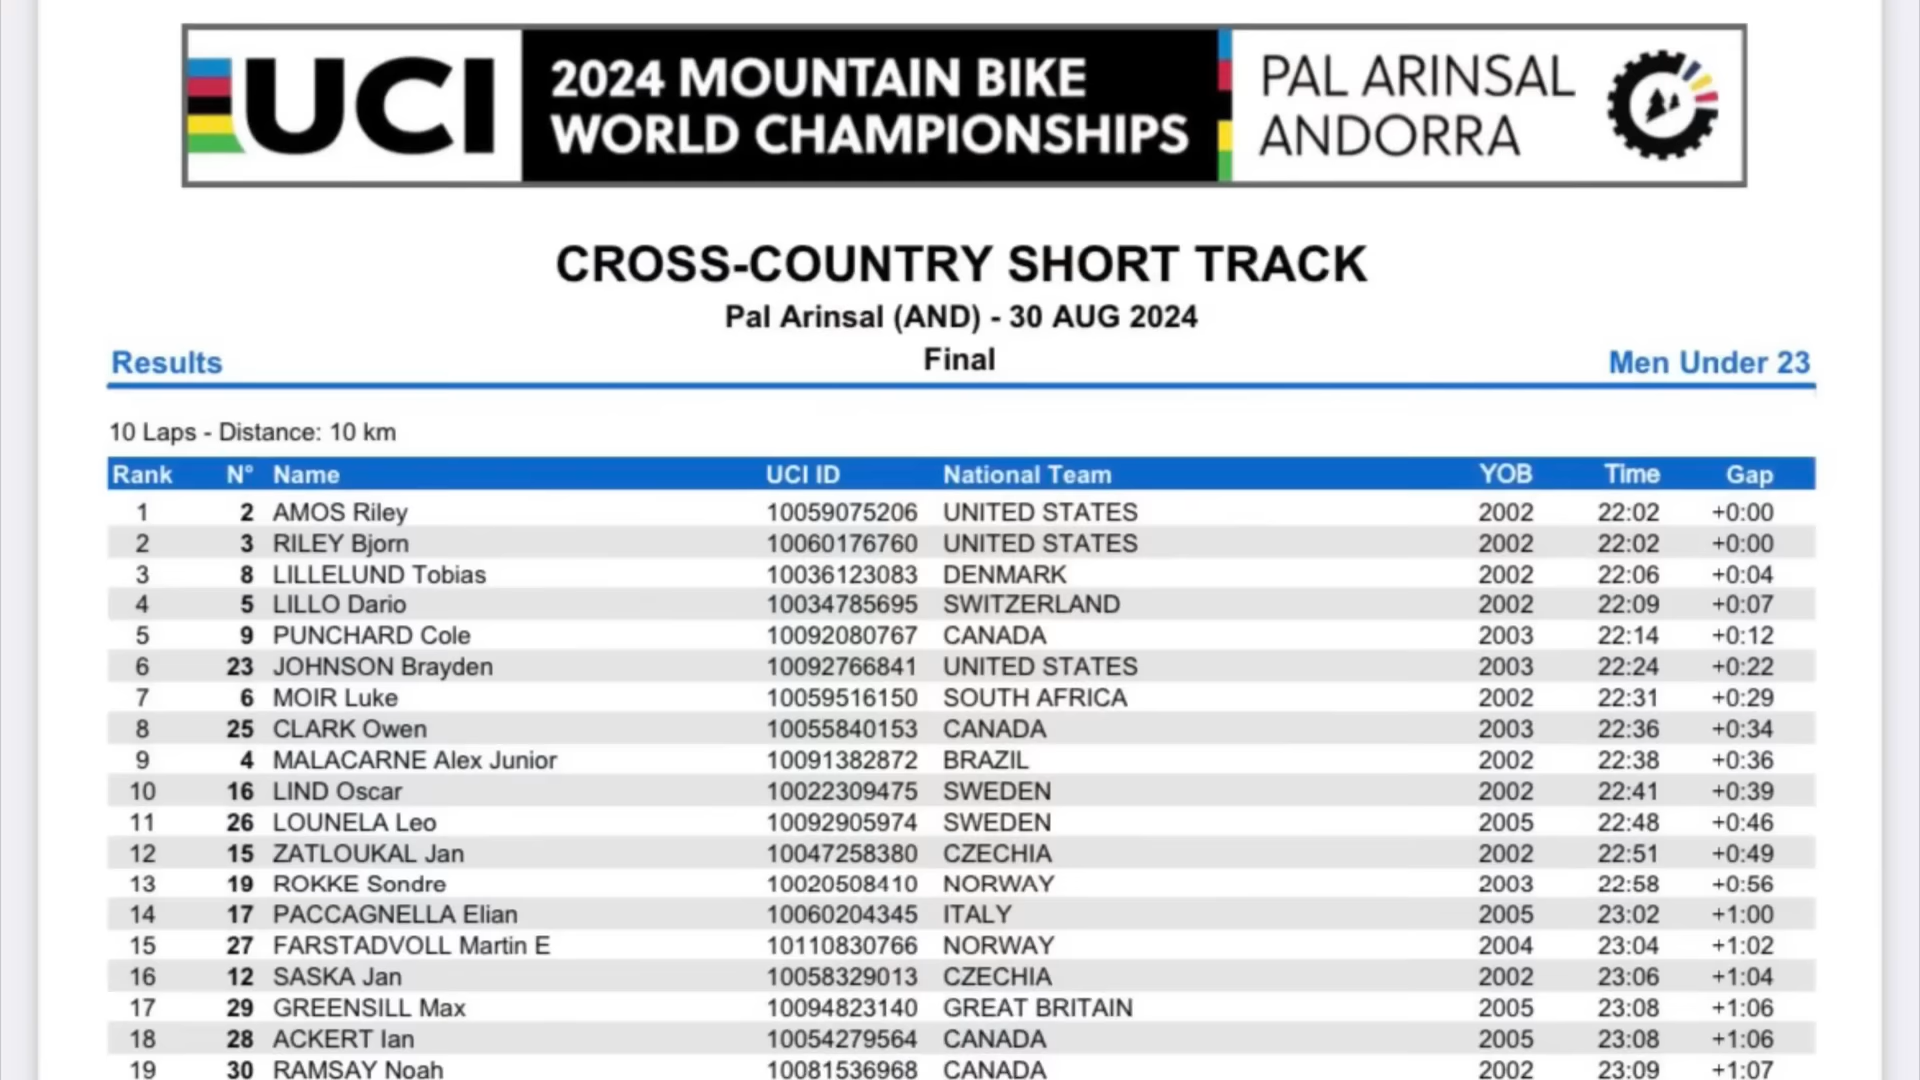 UCI 2024 MOUNTAIN BIKE WORLD CHAMPIONSHIPS PAL ARINSAL ANDORRA
CROSS-COUNTRY SHORT TRACK
Pal Arinsal (AND) - 30 AUG 2024
Results Final Men Under 23
10 Laps - Distance: 10 km
Rank N° Name UCI ID National Team YOB Time Gap
1 2 AMOS Riley 10059075206 UNITED STATES 2002 22:02 +0:00
2 3 RILEY Bjorn 10060176760 UNITED STATES 2002 22:02 +0:00
3 8 LILLELUND Tobias 10036123083 DENMARK 2002 22:06 +0:04
4 5 LILLO Dario 10034785695 SWITZERLAND 2002 22:09 +0:07
5 9 PUNCHARD Cole 10092080767 CANADA 2003 22:14 +0:12
6 23 JOHNSON Brayden 10092766841 UNITED STATES 2003 22:24 +0:22
7 6 MOIR Luke 10059516150 SOUTH AFRICA 2002 22:31 +0:29
8 25 CLARK Owen 10055840153 CANADA 2003 22:36 +0:34
9 4 MALACARNE Alex Junior 10091382872 BRAZIL 2002 22:38 +0:36
10 16 LIND Oscar 10022309475 SWEDEN 2002 22:41 +0:39
11 26 LOUNELA Leo 10092905974 SWEDEN 2005 22:48 +0:46
12 15 ZATLOUKAL Jan 10047258380 CZECHIA 2002 22:51 +0:49
13 19 ROKKE Sondre 10020508410 NORWAY 2003 22:58 +0:56
14 17 PACCAGNELLA Elian 10060204345 ITALY 2005 23:02 +1:00
15 27 FARSTADVOLL Martin E 10110830766 NORWAY 2004 23:04 +1:02
16 12 SASKA Jan 10058329013 CZECHIA 2002 23:06 +1:04
17 29 GREENSILL Max 10094823140 GREAT BRITAIN 2005 23:08 +1:06
18 28 ACKERT Ian 10054279564 CANADA 2005 23:08 +1:06
19 30 RAMSAY Noah 10081536968 CANADA 2002 23:09 +1:07